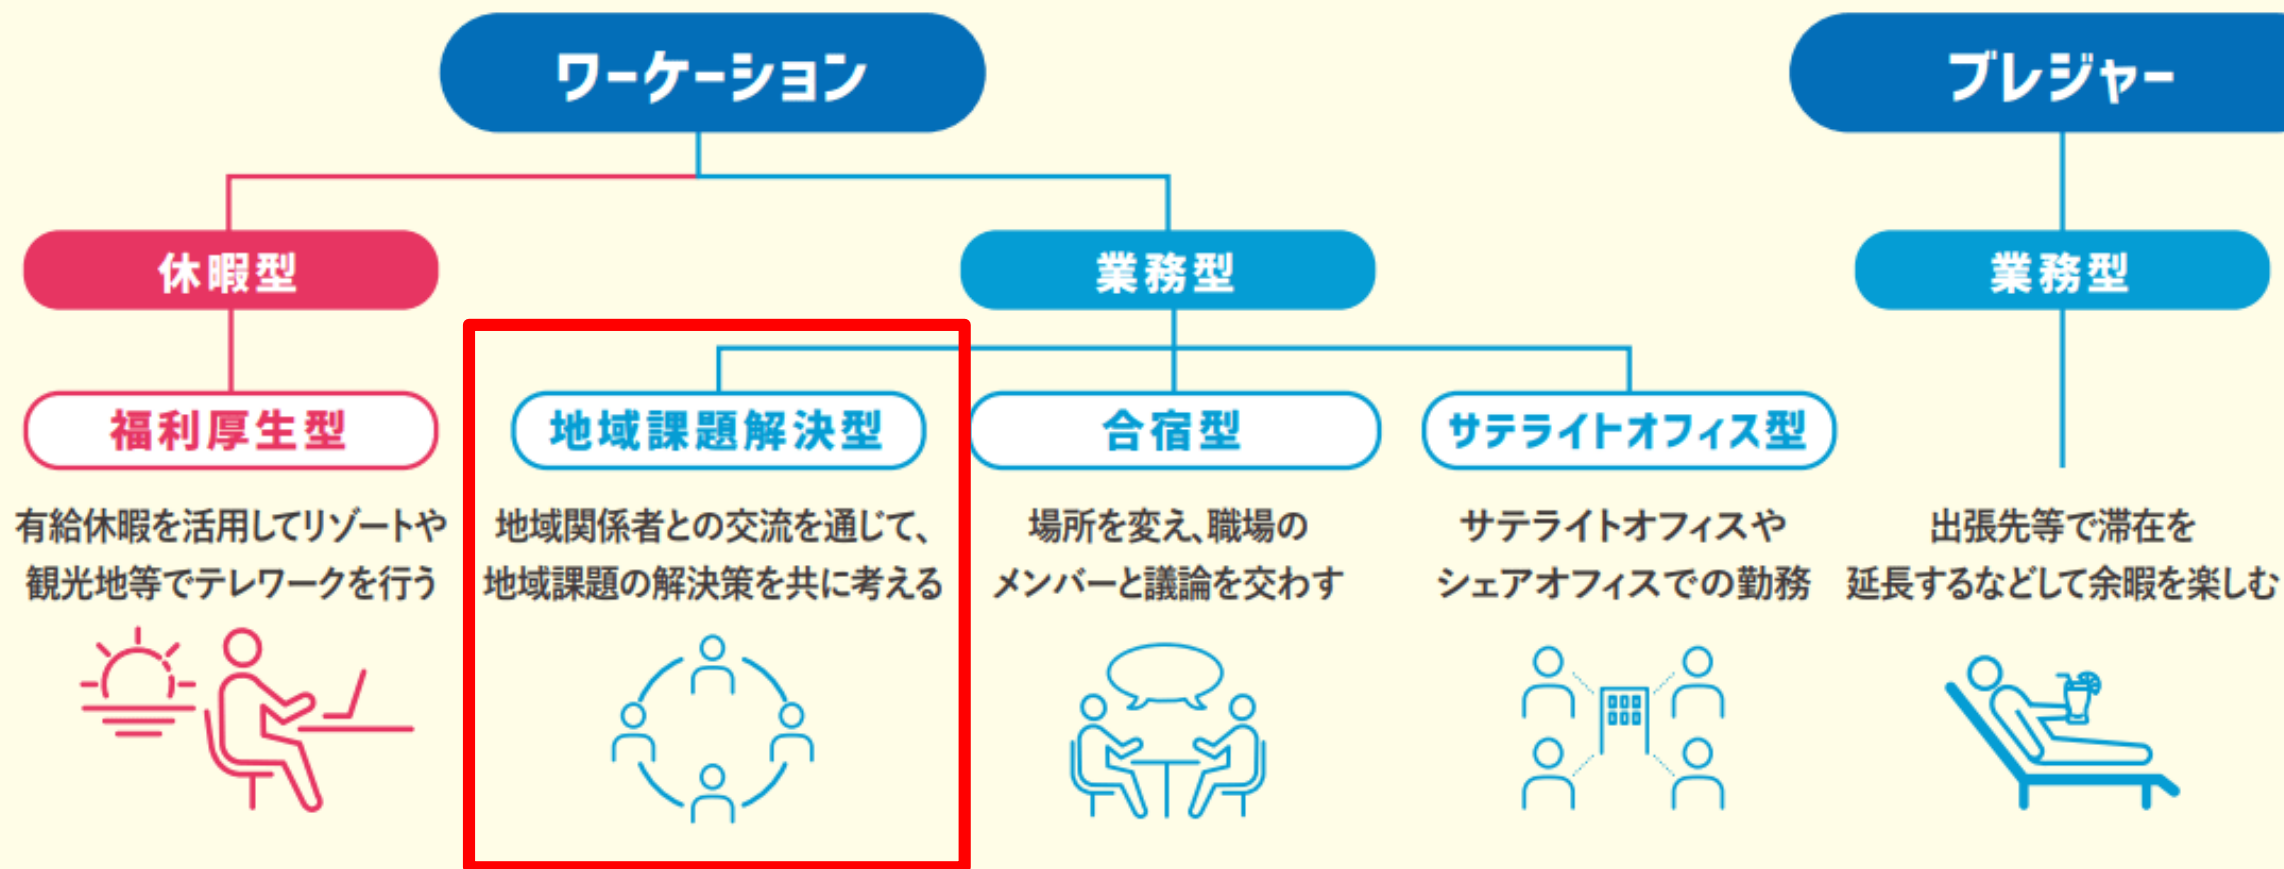 ワーケーション
ブレジャー
休暇型
業務型
業務型
福利厚生型
地域課題解決型
合宿型
サテライトオフィス型
有給休暇を活用してリゾートや
観光地等でテレワークを行う
地域関係者との交流を通じて、
地域課題の解決策を共に考える
場所を変え、職場の
メンバーと議論を交わす
サテライトオフィスや
シェアオフィスでの勤務
出張先等で滞在を
延長するなどして余暇を楽しむ